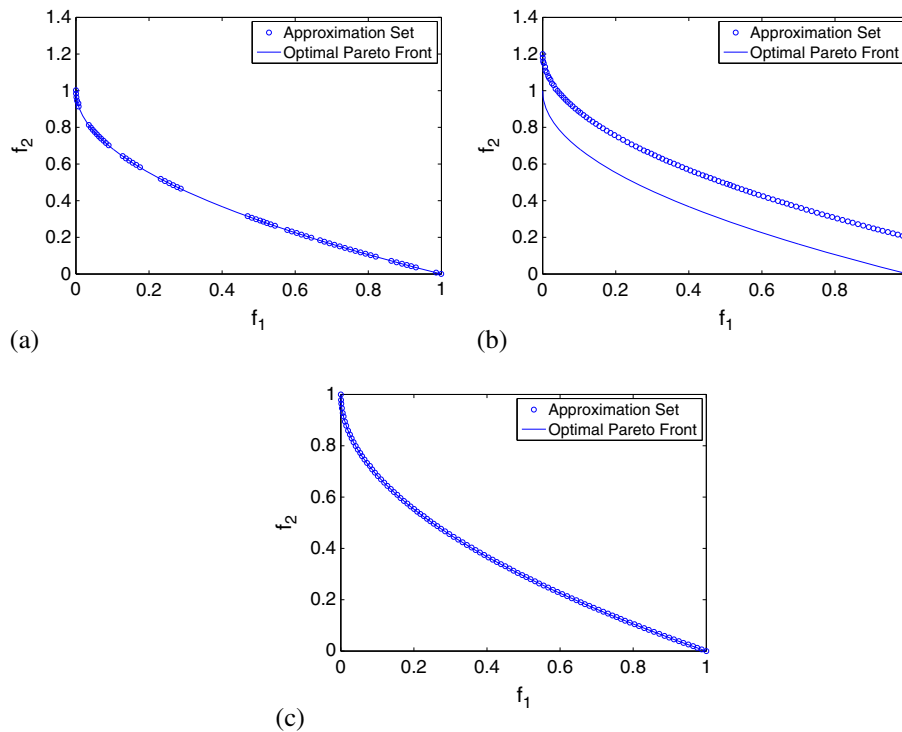 1.4
1.2
1
0.8
0.6
0.4
0.2
0
f2
Approximation Set
Optimal Pareto Front
0 0.2 0.4 0.6 0.8 1
f1
(a)
1.4
1.2
1
0.8
0.6
0.4
0.2
0
f2
Approximation Set
Optimal Pareto Front
0 0.2 0.4 0.6 0.8
f1
(b)
1
0.8
0.6
0.4
0.2
0
f2
Approximation Set
Optimal Pareto Front
0 0.2 0.4 0.6 0.8 1
f1
(c)